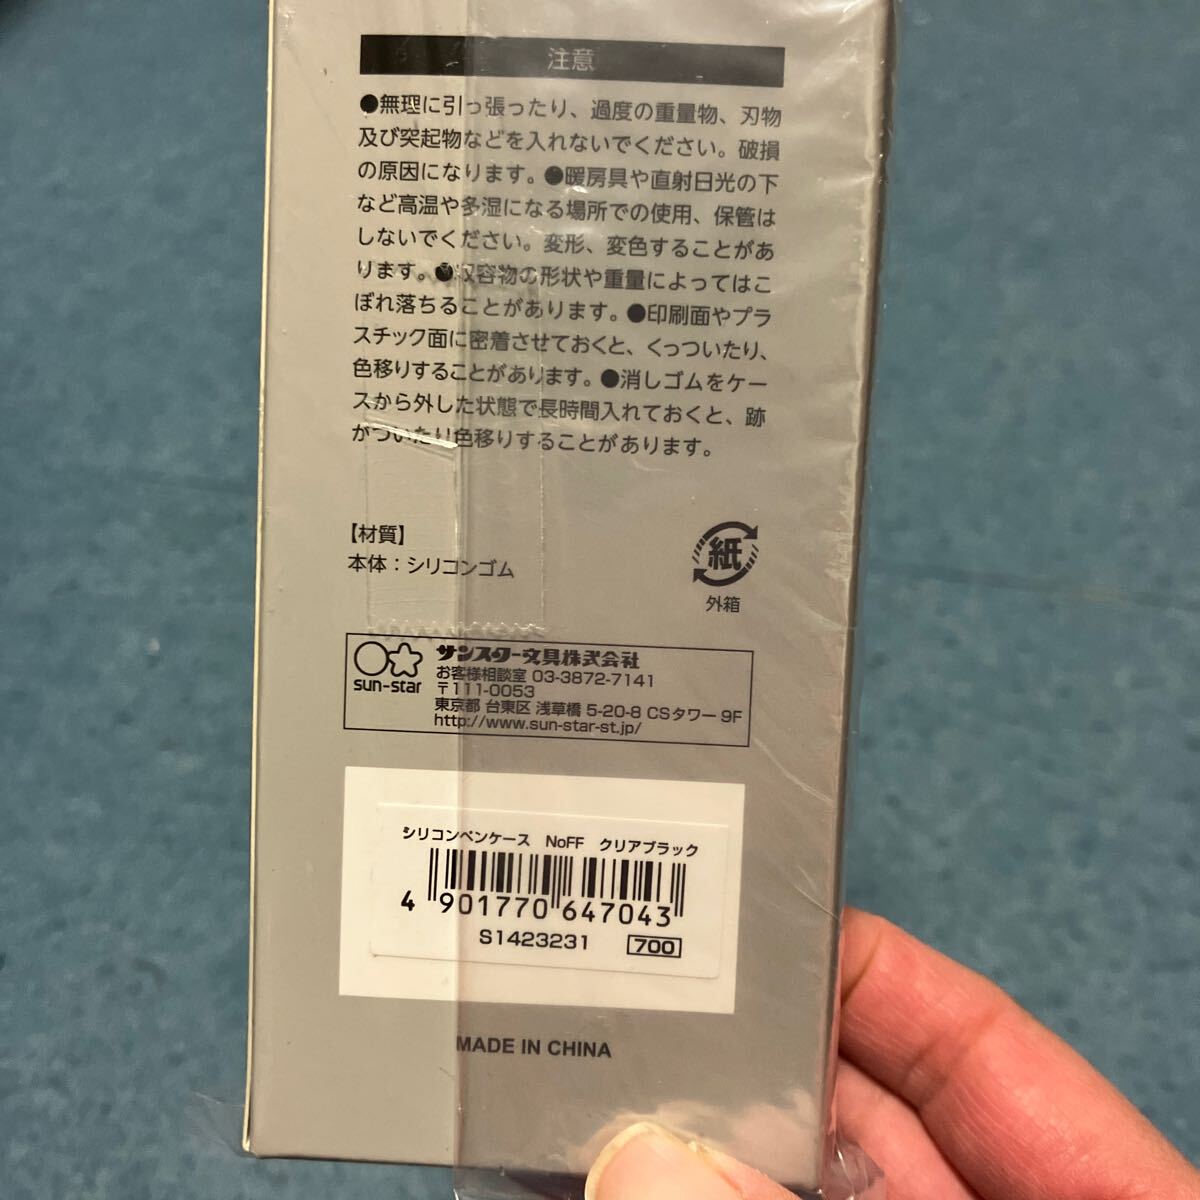 注意
●無理に引っ張ったり、過度の重量物、刃物
及び突起物などを入れないでください。破損
の原因になります。●暖房具や直射日光の下
など高温や多湿になる場所での使用、保管は
しないでください。変形、変色することがあ
ります。●収容物の形状や重量によってはこ
ぼれ落ちることがあります。●印刷面やプラ
スチック面に密着させておくと、くっついたり、
色移りすることがあります。●消しゴムをケー
スから外した状態で長時間入れておくと、跡
がついたり色移りすることがあります。
【材質】
本体：シリコンゴム
紙
外箱
sun-star
サンスター文具株式会社
お客様相談室 03-3872-7141
〒111-0053
東京都 台東区 浅草橋 5-20-8 CSタワー 9F
http://www.sun-star-st.jp/
シリコンペンケース NoFF クリアブラック
4 901770 647043
S1423231 700
MADE IN CHINA